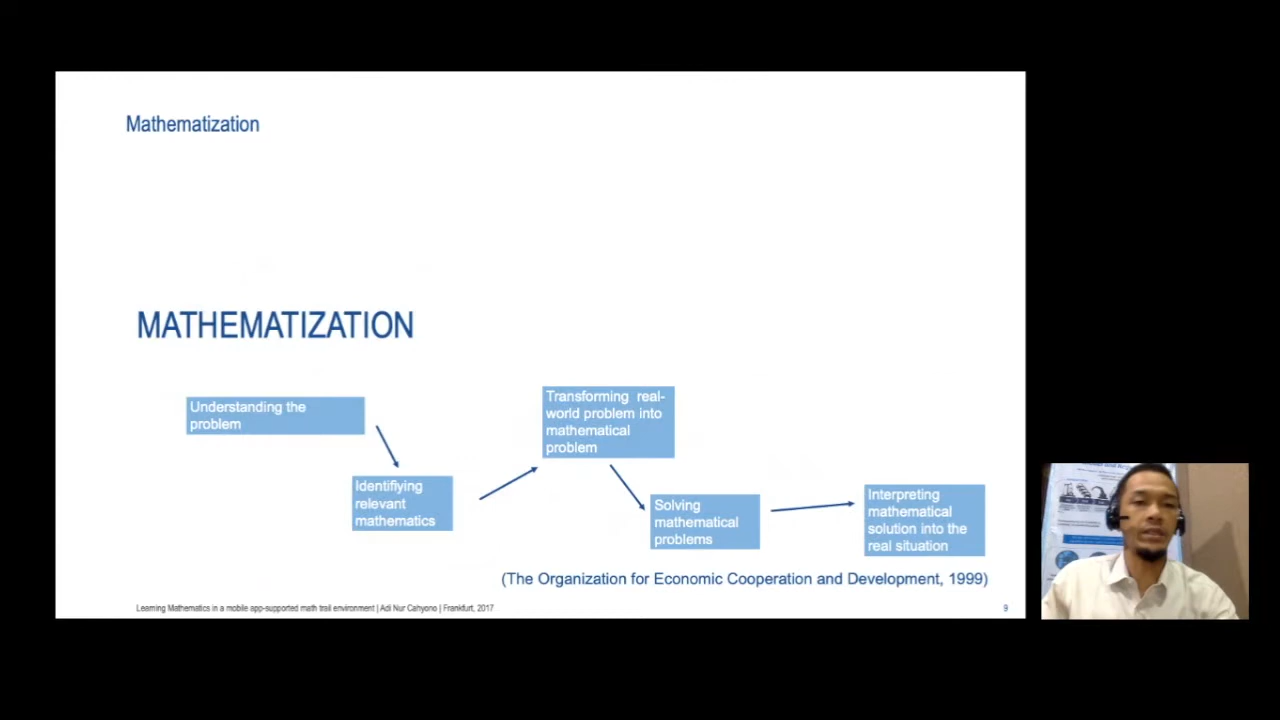 Mathematization
MATHEMATIZATION
Understanding the
problem
Identifiying
relevant
mathematics
Transforming real-
world problem into
mathematical
problem
Solving
mathematical
problems
Interpreting
mathematical
solution into the
real situation
(The Organization for Economic Cooperation and Development, 1999)
Learning Mathematics in a mobile app-supported math trail environment | Adi Nur Cahyono | Frankfurt, 2017
9